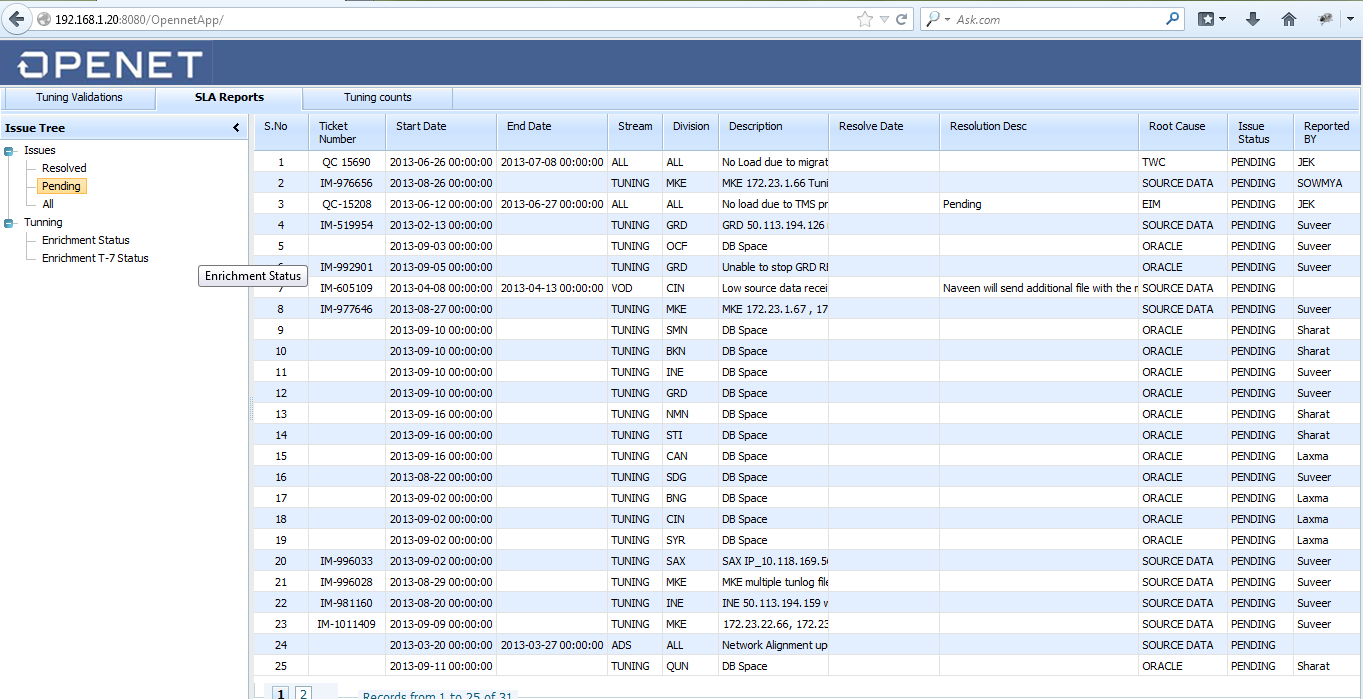 192.168.1.20:8080/OpennetApp/ Ask.com
OPENET
Tuning Validations SLA Reports Tuning counts
Issue Tree
Issues
Resolved
Pending
All
Tunning
Enrichment Status
Enrichment T-7 Status
Enrichment Status
S.No Ticket Number Start Date End Date Stream Division Description Resolve Date Resolution Desc Root Cause Issue Status Reported BY
1 QC 15690 2013-06-26 00:00:00 2013-07-08 00:00:00 ALL ALL No Load due to migrat TWC PENDING JEK
2 IM-976656 2013-08-26 00:00:00 TUNING MKE MKE 172.23.1.66 Tuni SOURCE DATA PENDING SOWMYA
3 QC-15208 2013-06-12 00:00:00 2013-06-27 00:00:00 ALL ALL No load due to TMS pr Pending EIM PENDING JEK
4 IM-519954 2013-02-13 00:00:00 TUNING GRD GRD 50.113.194.126 SOURCE DATA PENDING Suveer
5 2013-09-03 00:00:00 TUNING OCF DB Space ORACLE PENDING Suveer
IM-992901 2013-09-05 00:00:00 TUNING GRD Unable to stop GRD RE ORACLE PENDING Suveer
7 IM-605109 2013-04-08 00:00:00 2013-04-13 00:00:00 VOD CIN Low source data recei Naveen will send additional file with the r SOURCE DATA PENDING
8 IM-977646 2013-08-27 00:00:00 TUNING MKE MKE 172.23.1.67 , 17 SOURCE DATA PENDING Suveer
9 2013-09-10 00:00:00 TUNING SMN DB Space ORACLE PENDING Sharat
10 2013-09-10 00:00:00 TUNING BKN DB Space ORACLE PENDING Sharat
11 2013-09-10 00:00:00 TUNING INE DB Space ORACLE PENDING Suveer
12 2013-09-10 00:00:00 TUNING GRD DB Space ORACLE PENDING Suveer
13 2013-09-16 00:00:00 TUNING NMN DB Space ORACLE PENDING Sharat
14 2013-09-16 00:00:00 TUNING STI DB Space ORACLE PENDING Sharat
15 2013-09-16 00:00:00 TUNING CAN DB Space ORACLE PENDING Laxma
16 2013-08-22 00:00:00 TUNING SDG DB Space ORACLE PENDING Suveer
17 2013-09-02 00:00:00 TUNING BNG DB Space ORACLE PENDING Laxma
18 2013-09-02 00:00:00 TUNING CIN DB Space ORACLE PENDING Laxma
19 2013-09-02 00:00:00 TUNING SYR DB Space ORACLE PENDING Laxma
20 IM-996033 2013-09-02 00:00:00 TUNING SAX SAX IP_10.118.169.50 SOURCE DATA PENDING Suveer
21 IM-996028 2013-08-29 00:00:00 TUNING MKE MKE multiple tunlog file SOURCE DATA PENDING Suveer
22 IM-981160 2013-08-20 00:00:00 TUNING INE INE 50.113.194.159 w SOURCE DATA PENDING Suveer
23 IM-1011409 2013-09-09 00:00:00 TUNING MKE 172.23.22.66, 172.23 SOURCE DATA PENDING Suveer
24 2013-03-20 00:00:00 2013-03-27 00:00:00 ADS ALL Network Alignment up SOURCE DATA PENDING
25 2013-09-11 00:00:00 TUNING QUN DB Space ORACLE PENDING Sharat
1 2 Records from 1 to 25 of 31